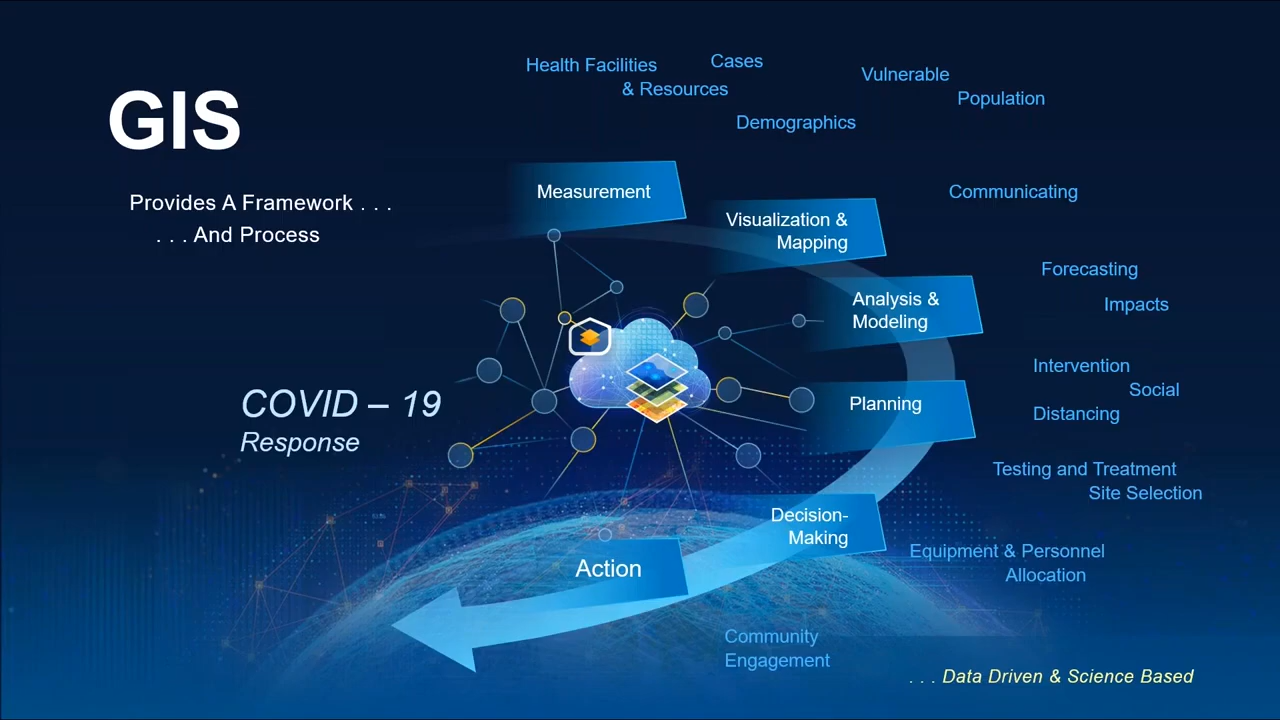 GIS
Provides A Framework . . .
. . . And Process
COVID – 19
Response
Health Facilities
& Resources
Cases
Demographics
Vulnerable
Population
Communicating
Forecasting
Impacts
Intervention
Social
Distancing
Testing and Treatment
Site Selection
Equipment & Personnel
Allocation
Community
Engagement
Measurement
Visualization &
Mapping
Analysis &
Modeling
Planning
Decision-
Making
Action
. . . Data Driven & Science Based